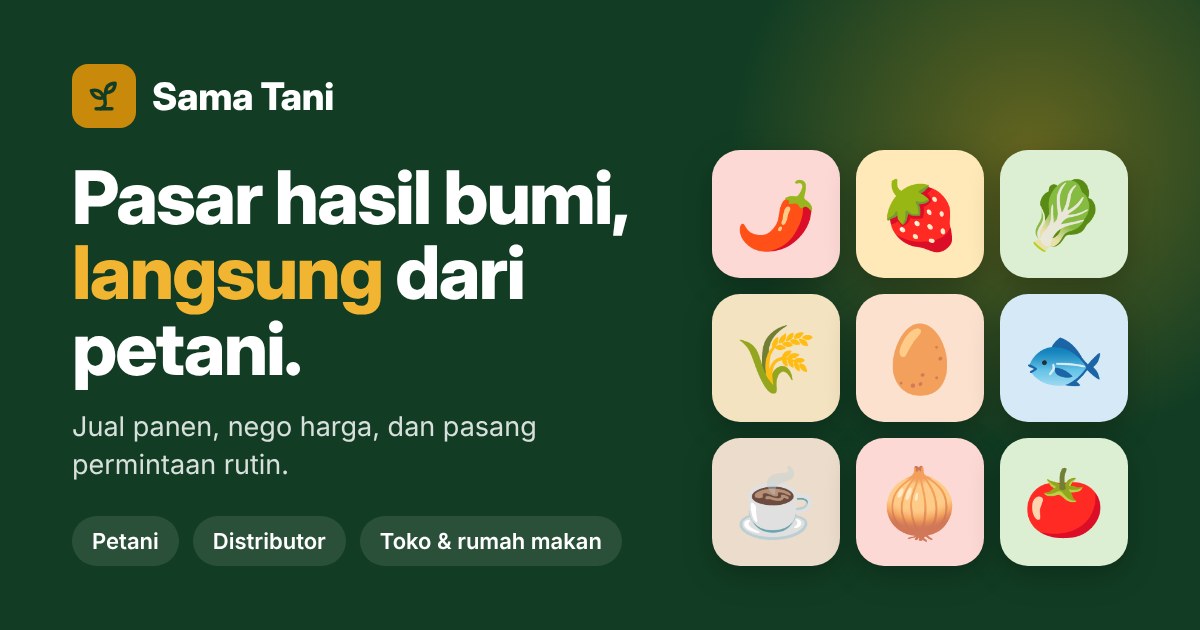 Sama Tani
Pasar hasil bumi,
langsung dari
petani.
Jual panen, nego harga, dan pasang
permintaan rutin.
Petani
Distributor
Toko & rumah makan